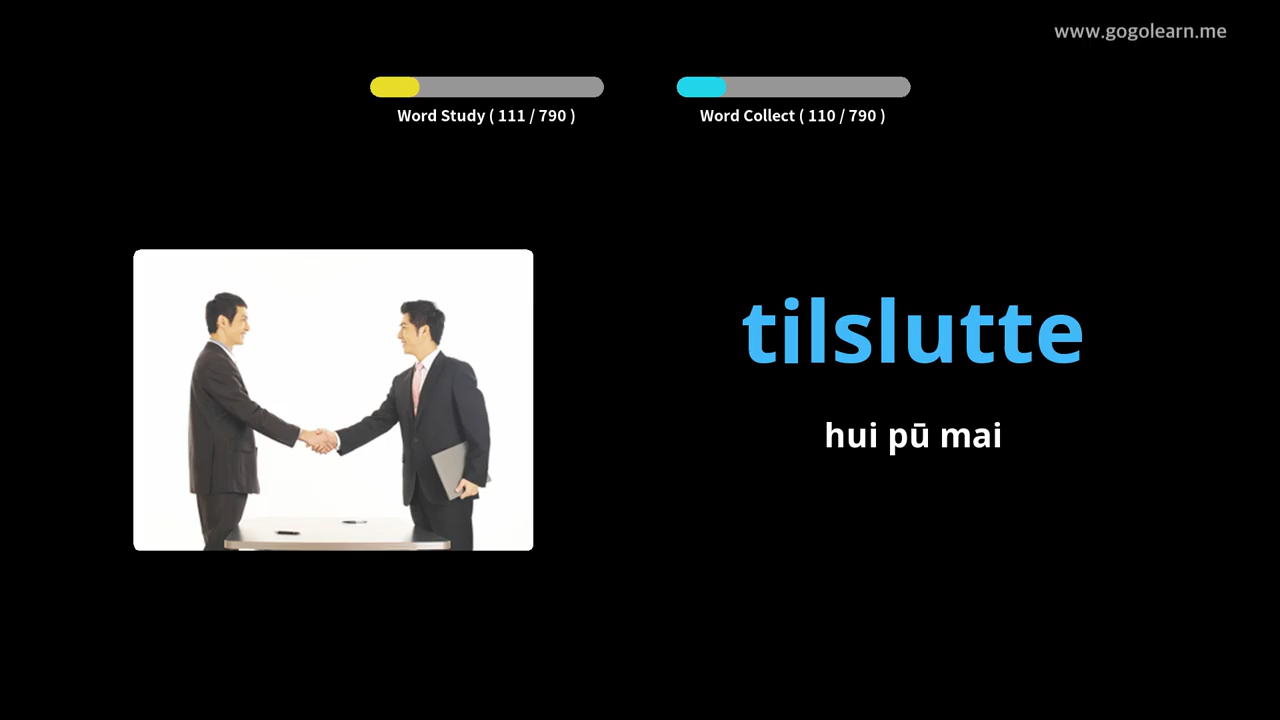 www.gogolearn.me
Word Study ( 111 / 790 )
Word Collect ( 110 / 790 )
tilslutte
hui pū mai